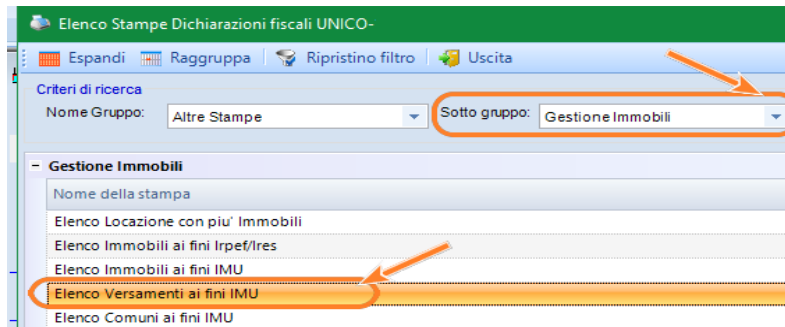 Elenco Stampe Dichiarazioni fiscali UNICO-
Espandi Raggruppa Ripristino filtro Uscita
Criteri di ricerca
Nome Gruppo: Altre Stampe Sotto gruppo: Gestione Immobili
Gestione Immobili
Nome della stampa
Elenco Locazione con piu' Immobili
Elenco Immobili ai fini Irpef/Ires
Elenco Immobili ai fini IMU
Elenco Versamenti ai fini IMU
Elenco Comuni ai fini IMU